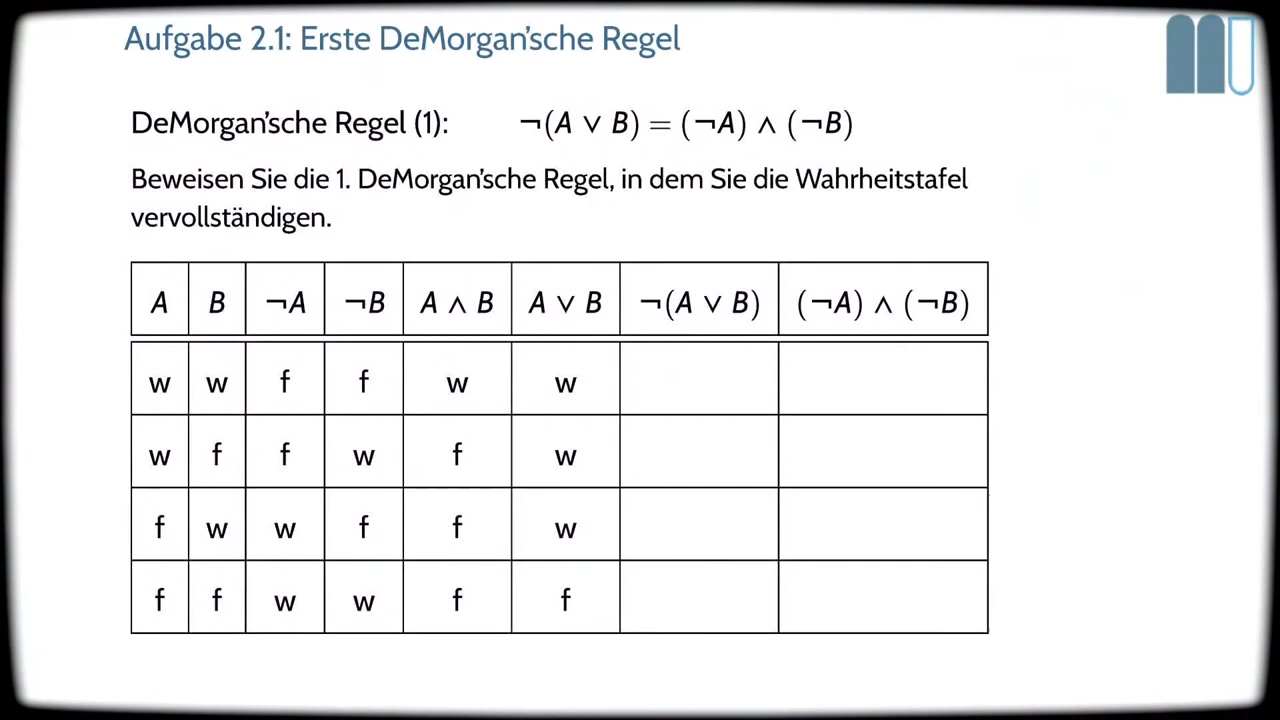 Aufgabe 2.1: Erste DeMorgan'sche Regel
DeMorgan'sche Regel (1): ¬(A ∨ B) = (¬A) ∧ (¬B)
Beweisen Sie die 1. DeMorgan'sche Regel, in dem Sie die Wahrheitstafel
vervollständigen.
A B ¬A ¬B A ∧ B A ∨ B ¬(A ∨ B) (¬A) ∧ (¬B)
w w f f w w
w f f w f w
f w w f f w
f f w w f f